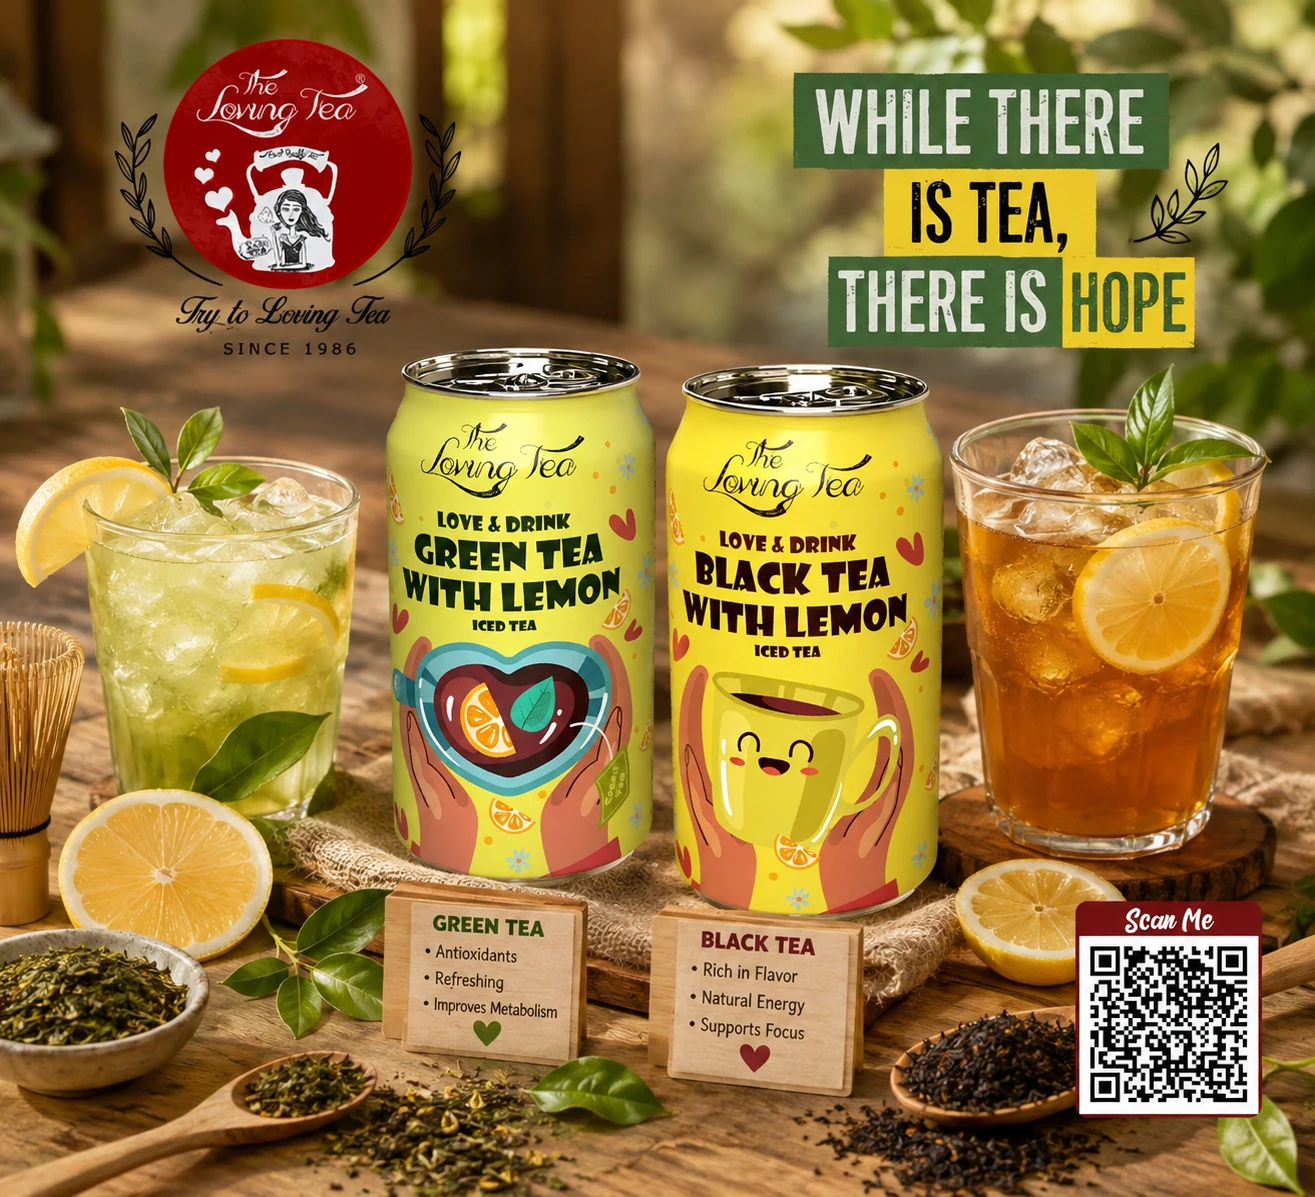 The
Loving Tea ®
Try to Loving Tea
SINCE 1986
WHILE THERE
IS TEA,
THERE IS HOPE
The
Loving Tea
LOVE & DRINK
GREEN TEA
WITH LEMON
ICED TEA
The
Loving Tea
LOVE & DRINK
BLACK TEA
WITH LEMON
ICED TEA
GREEN TEA
• Antioxidants
• Refreshing
• Improves Metabolism
BLACK TEA
• Rich in Flavor
• Natural Energy
• Supports Focus
Scan Me